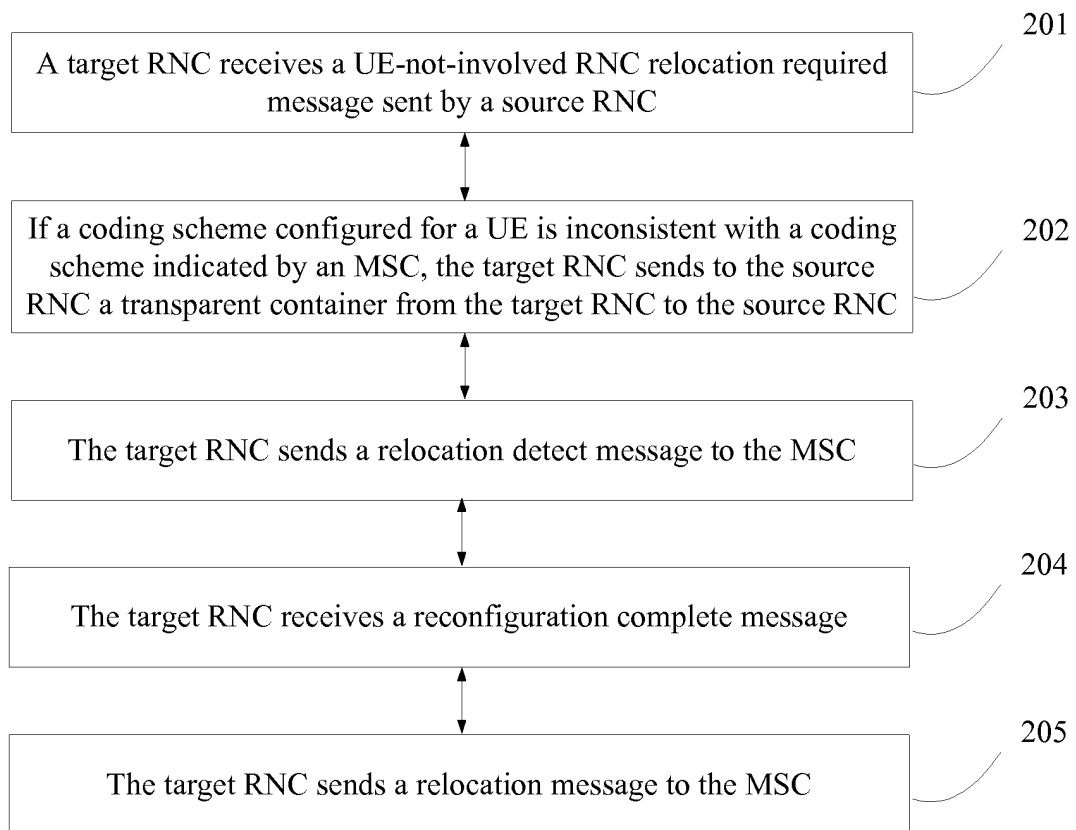 201
A target RNC receives a UE-not-involved RNC relocation required
message sent by a source RNC
202
If a coding scheme configured for a UE is inconsistent with a coding
scheme indicated by an MSC, the target RNC sends to the source
RNC a transparent container from the target RNC to the source RNC
203
The target RNC sends a relocation detect message to the MSC
204
The target RNC receives a reconfiguration complete message
205
The target RNC sends a relocation message to the MSC